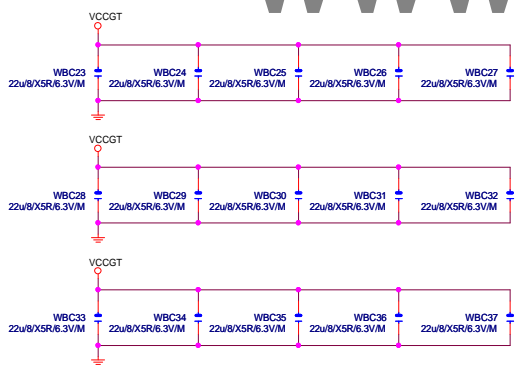 VCCGT
WBC23 WBC24 WBC25 WBC26 WBC27
22u/8/X5R/6.3V/M 22u/8/X5R/6.3V/M 22u/8/X5R/6.3V/M 22u/8/X5R/6.3V/M 22u/8/X5R/6.3V/M
VCCGT
WBC28 WBC29 WBC30 WBC31 WBC32
22u/8/X5R/6.3V/M 22u/8/X5R/6.3V/M 22u/8/X5R/6.3V/M 22u/8/X5R/6.3V/M 22u/8/X5R/6.3V/M
VCCGT
WBC33 WBC34 WBC35 WBC36 WBC37
22u/8/X5R/6.3V/M 22u/8/X5R/6.3V/M 22u/8/X5R/6.3V/M 22u/8/X5R/6.3V/M 22u/8/X5R/6.3V/M